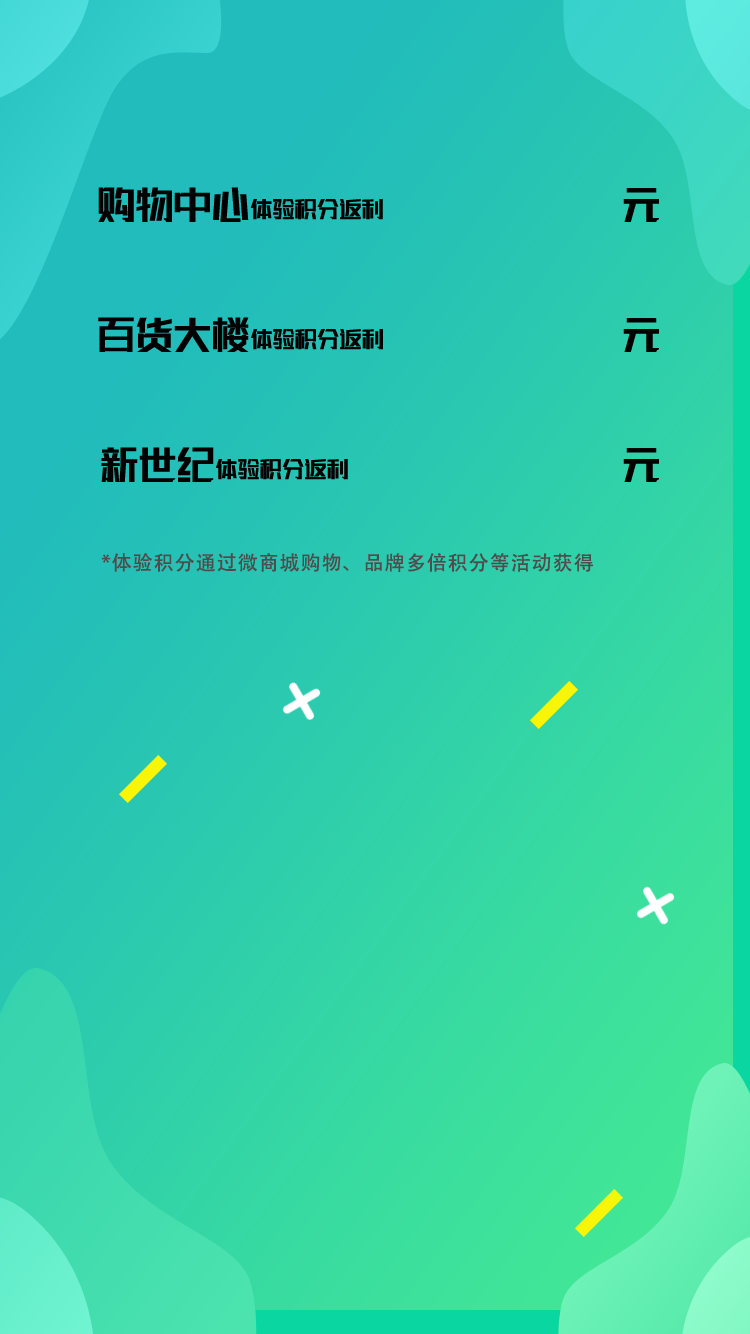 购物中心体验积分返利 元
百货大楼体验积分返利 元
新世纪体验积分返利 元
*体验积分通过微商城购物、品牌多倍积分等活动获得